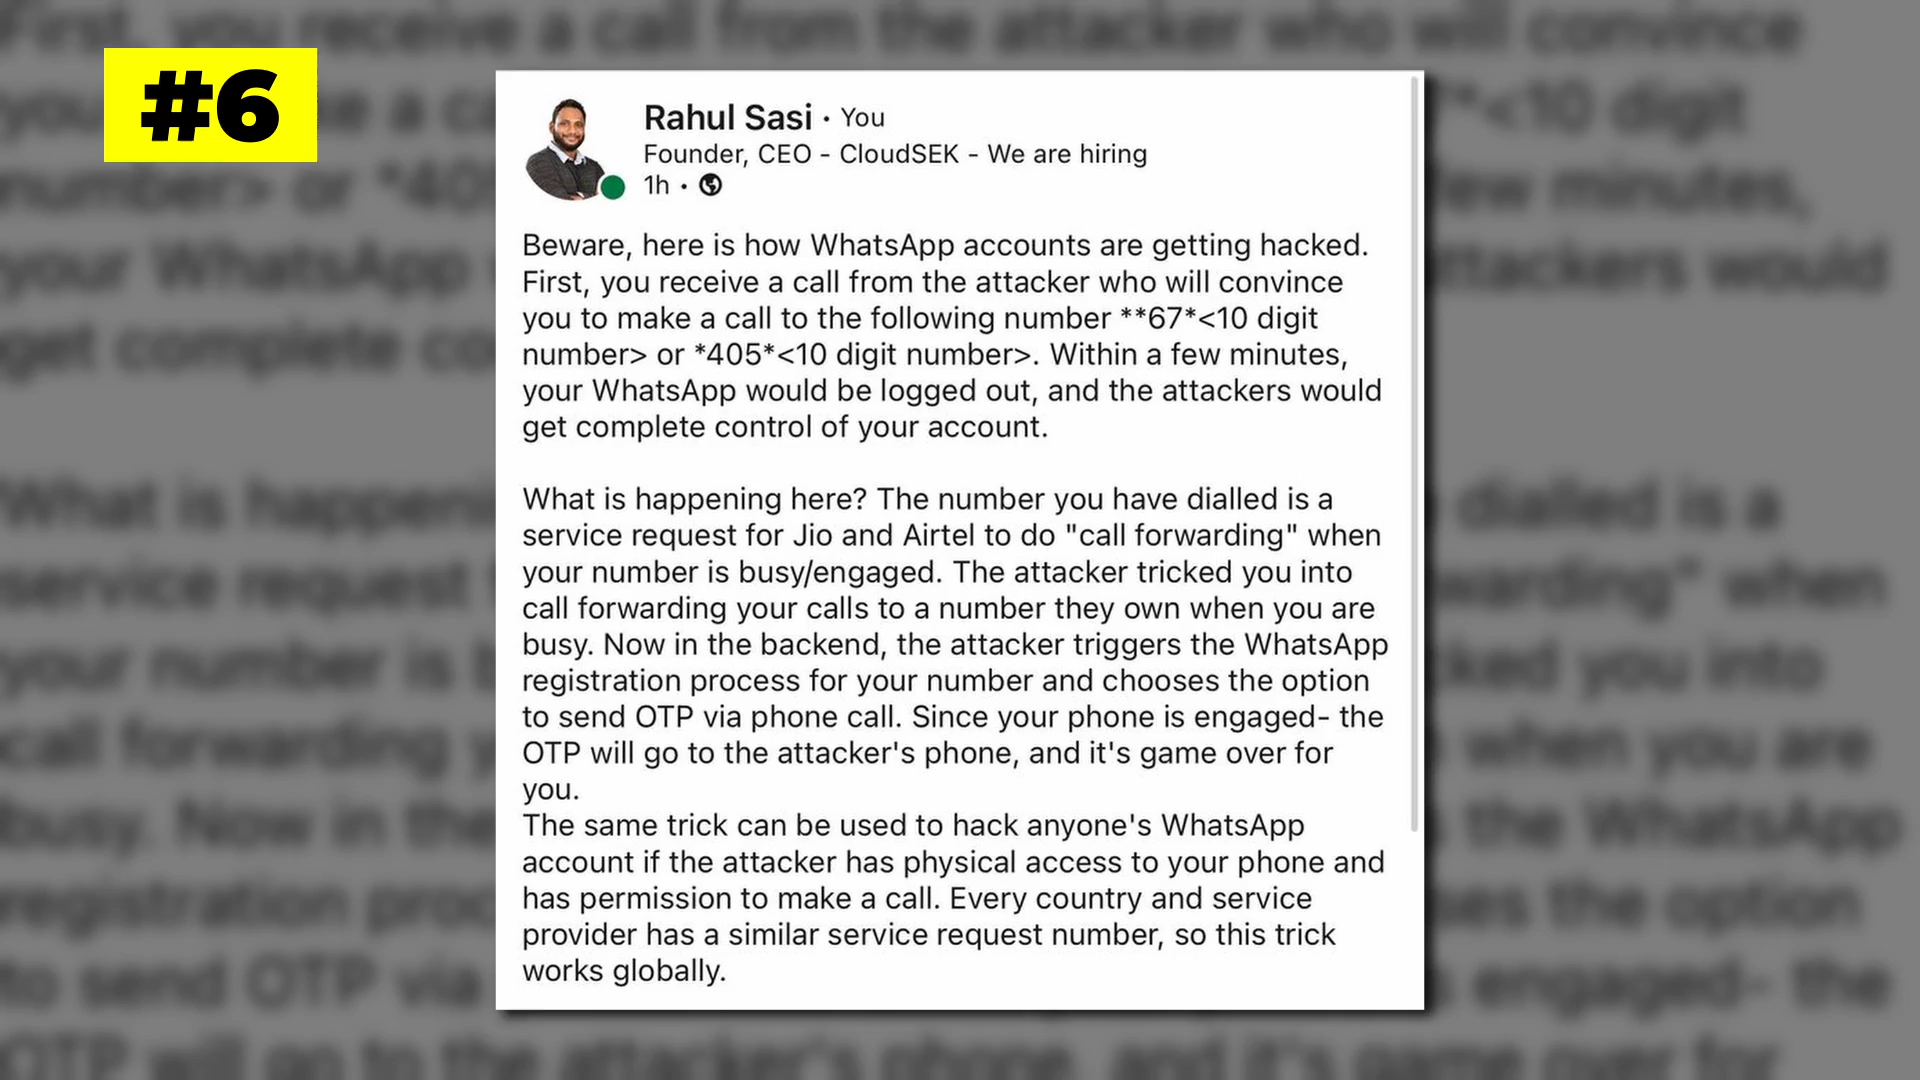 #6
Rahul Sasi • You
Founder, CEO - CloudSEK - We are hiring
1h •
Beware, here is how WhatsApp accounts are getting hacked.
First, you receive a call from the attacker who will convince
you to make a call to the following number **67*<10 digit
number> or *405*<10 digit number>. Within a few minutes,
your WhatsApp would be logged out, and the attackers would
get complete control of your account.
What is happening here? The number you have dialled is a
service request for Jio and Airtel to do "call forwarding" when
your number is busy/engaged. The attacker tricked you into
call forwarding your calls to a number they own when you are
busy. Now in the backend, the attacker triggers the WhatsApp
registration process for your number and chooses the option
to send OTP via phone call. Since your phone is engaged- the
OTP will go to the attacker's phone, and it's game over for
you.
The same trick can be used to hack anyone's WhatsApp
account if the attacker has physical access to your phone and
has permission to make a call. Every country and service
provider has a similar service request number, so this trick
works globally.